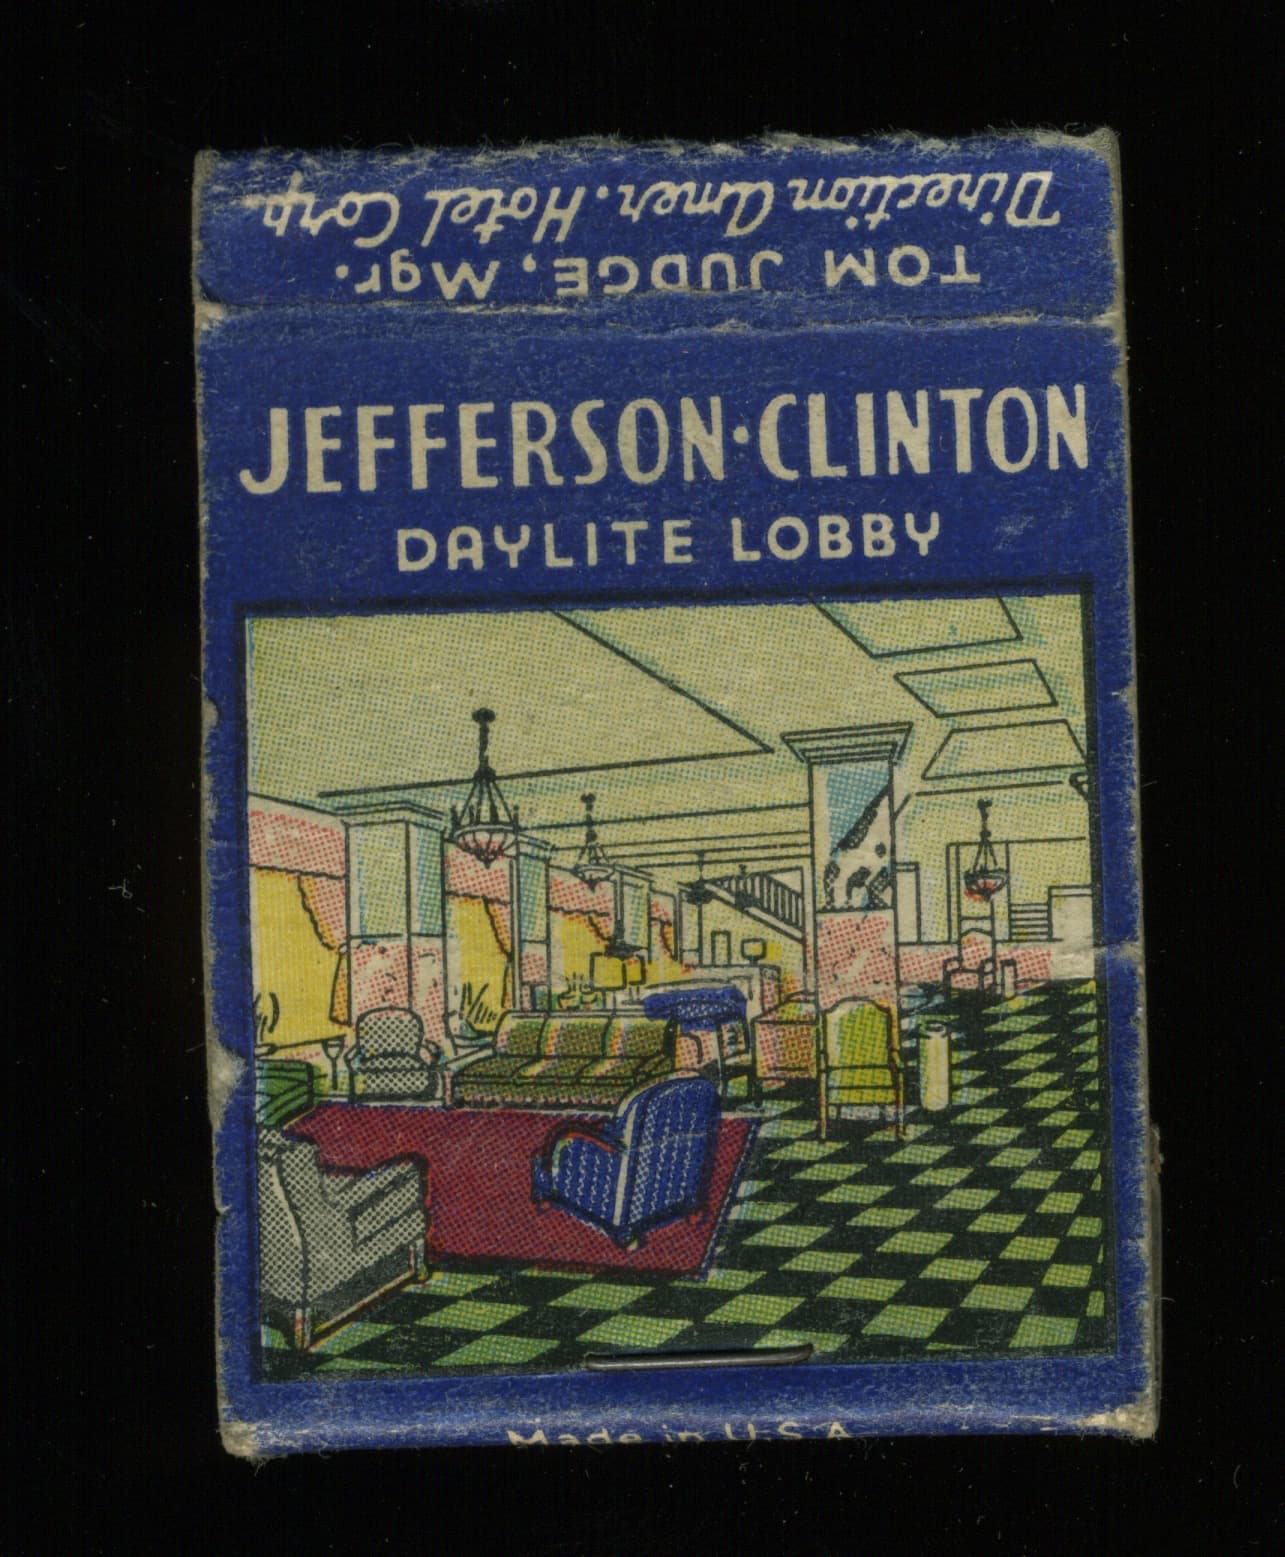 TOM JUDGE, Mgr.
Direction Amer. Hotel Corp
JEFFERSON·CLINTON
DAYLITE LOBBY
Made in U.S.A